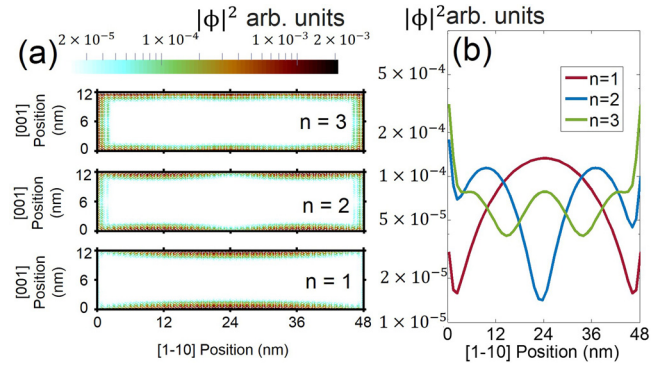 (a)
|ϕ|² arb. units
2 × 10⁻⁵ 1 × 10⁻⁴ 1 × 10⁻³ 2 × 10⁻³
[001]
Position
(nm)
12
6
0
n = 3
[001]
Position
(nm)
12
6
0
n = 2
[001]
Position
(nm)
12
6
0
n = 1
0 12 24 36 48
[1-10] Position (nm)
|ϕ|² arb. units
(b)
n=1
n=2
n=3
5 × 10⁻⁴
2 × 10⁻⁴
1 × 10⁻⁴
5 × 10⁻⁵
2 × 10⁻⁵
1 × 10⁻⁵
0 12 24 36 48
[1-10] Position (nm)